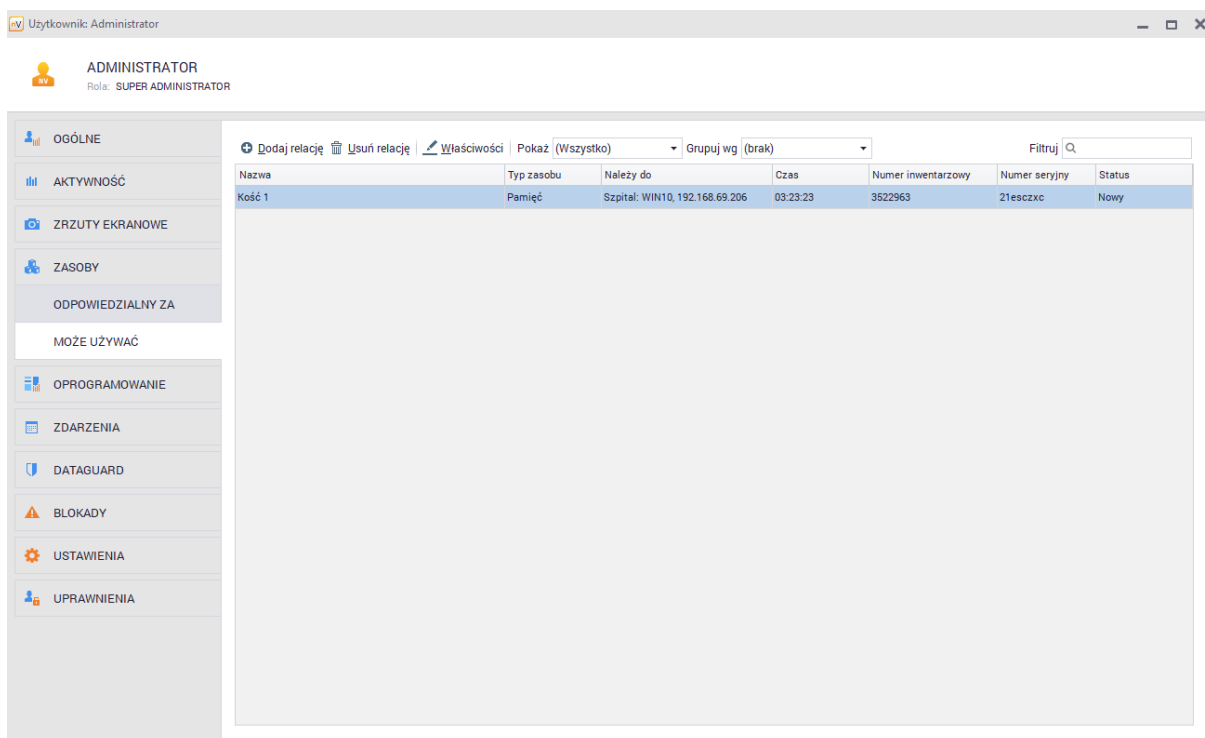 nV Użytkownik: Administrator
ADMINISTRATOR
NV
Rola: SUPER ADMINISTRATOR
OGÓLNE
AKTYWNOŚĆ
ZRZUTY EKRANOWE
ZASOBY
ODPOWIEDZIALNY ZA
MOŻE UŻYWAĆ
OPROGRAMOWANIE
ZDARZENIA
DATAGUARD
BLOKADY
USTAWIENIA
UPRAWNIENIA
Dodaj relację Usuń relację Właściwości Pokaż (Wszystko) Grupuj wg (brak) Filtruj
Nazwa Typ zasobu Należy do Czas Numer inwentarzowy Numer seryjny Status
Kość 1 Pamięć Szpital: WIN10, 192.168.69.206 03:23:23 3522963 21esczxc Nowy